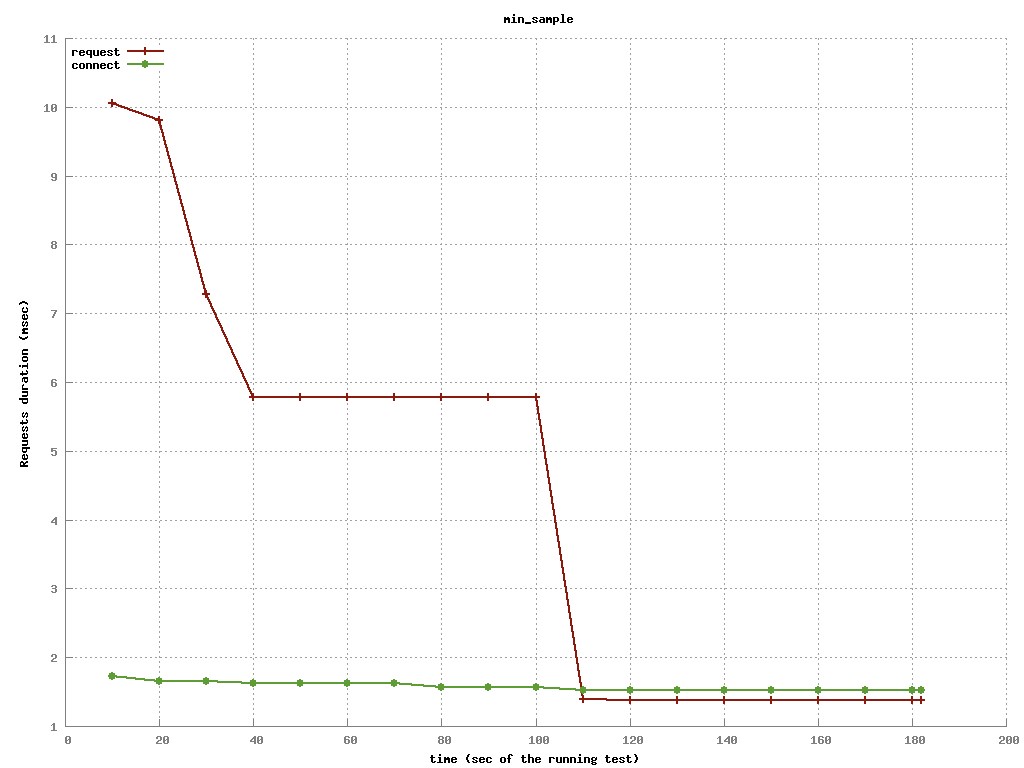 min_sample
request
connect
11
10
9
8
7
6
5
4
3
2
1
Requests duration (msec)
0 20 40 60 80 100 120 140 160 180 200
time (sec of the running test)